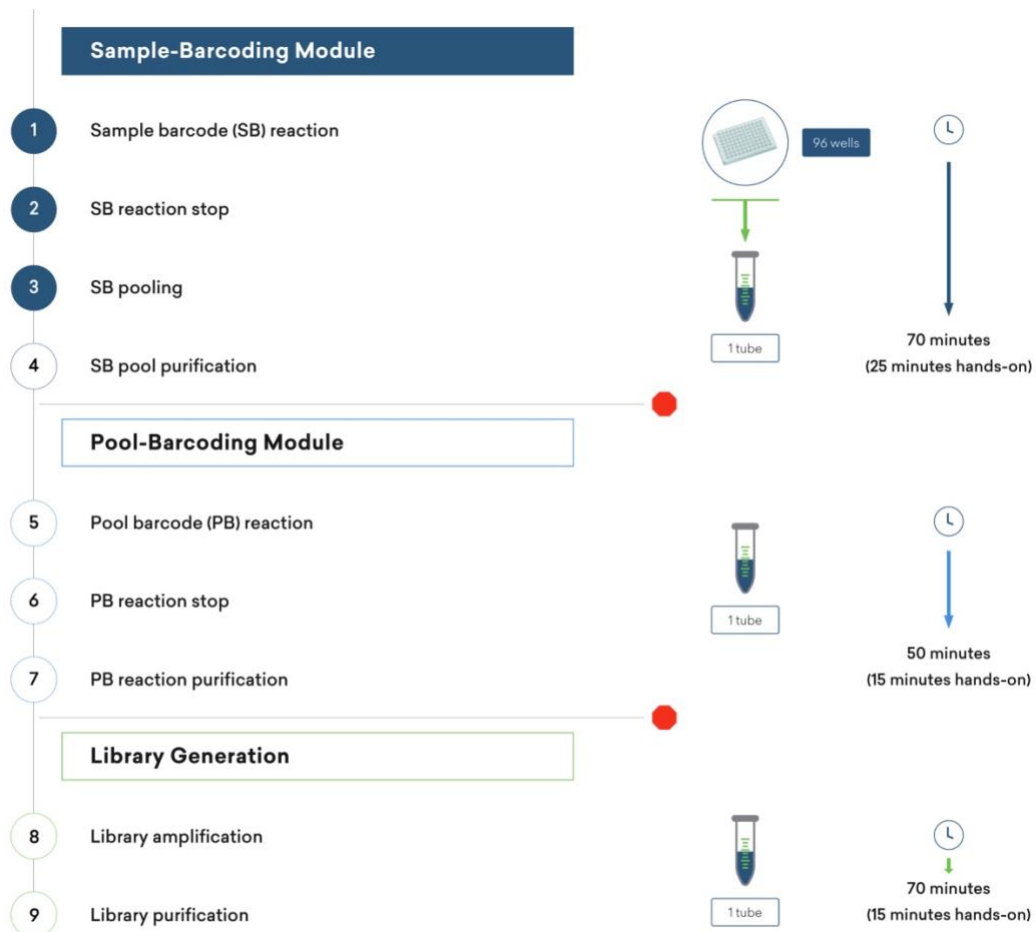 Sample-Barcoding Module
1 Sample barcode (SB) reaction
96 wells
2 SB reaction stop
3 SB pooling
1 tube
70 minutes
(25 minutes hands-on)
4 SB pool purification
Pool-Barcoding Module
5 Pool barcode (PB) reaction
6 PB reaction stop
1 tube
50 minutes
(15 minutes hands-on)
7 PB reaction purification
Library Generation
8 Library amplification
70 minutes
(15 minutes hands-on)
9 Library purification
1 tube